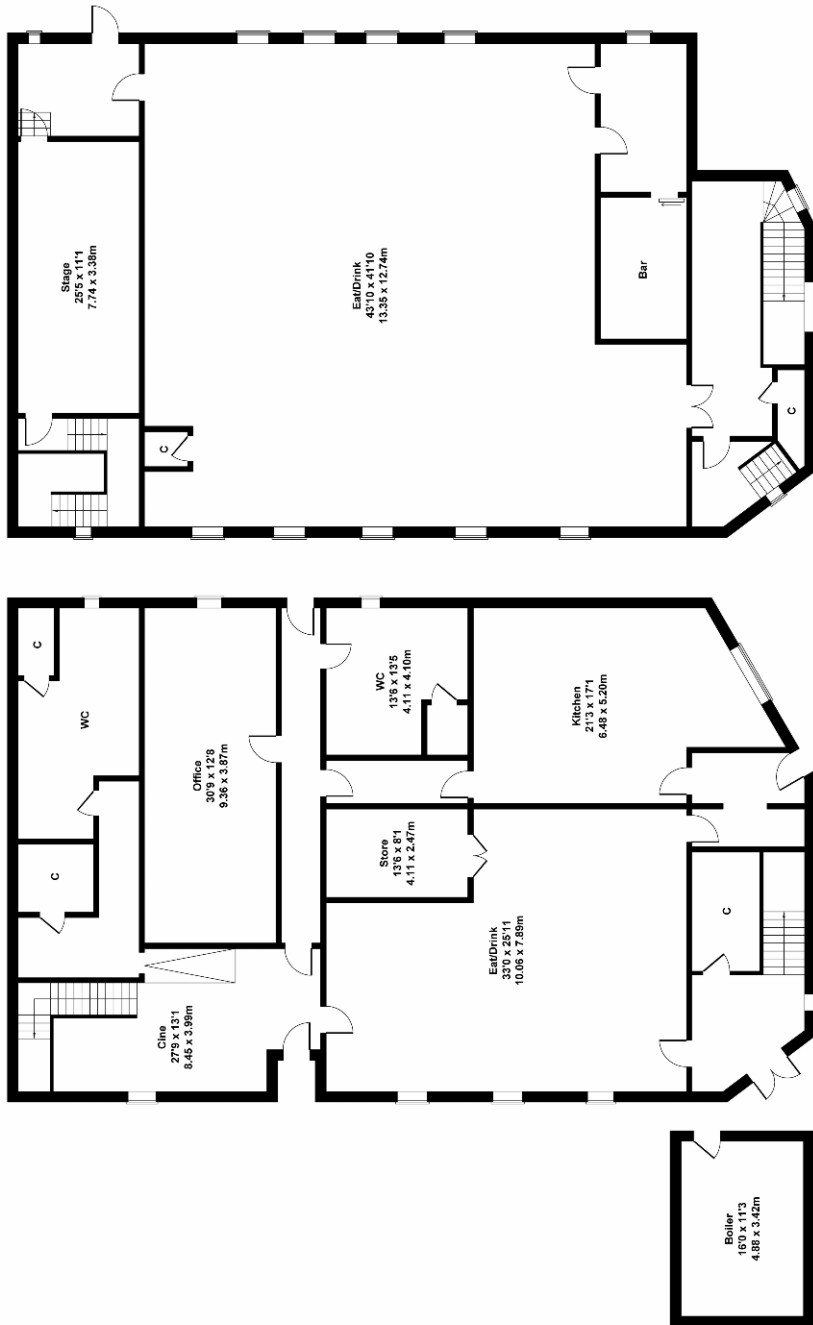 Stage
25'5 x 11'1
7.74 x 3.38m
Eat/Drink
43'10 x 41'10
13.35 x 12.74m
Bar
C
C
C
WC
Office
30'9 x 12'8
9.36 x 3.87m
WC
13'6 x 13'5
4.11 x 4.10m
Kitchen
21'3 x 17'1
6.48 x 5.20m
C
Store
13'6 x 8'1
4.11 x 2.47m
Cine
27'9 x 13'1
8.45 x 3.99m
Eat/Drink
33'0 x 25'11
10.06 x 7.89m
C
Boiler
16'0 x 11'3
4.88 x 3.42m